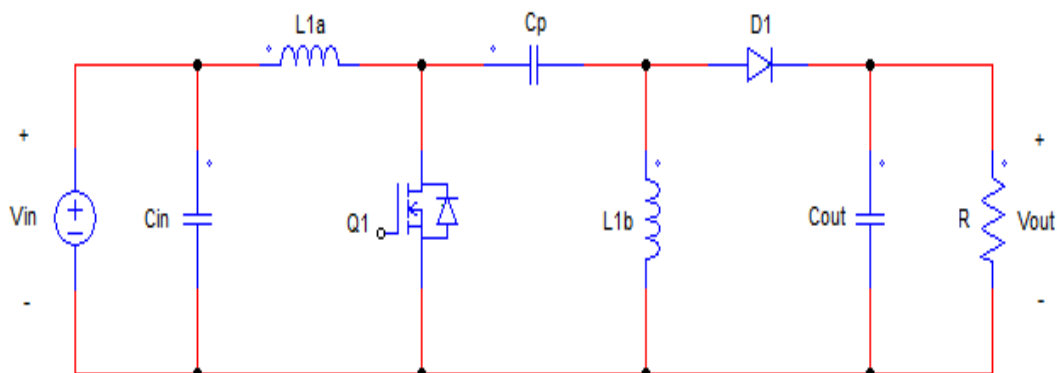 L1a
Cp
D1
+
+
Vin
Cin
Q1
L1b
Cout
R
Vout
-
-